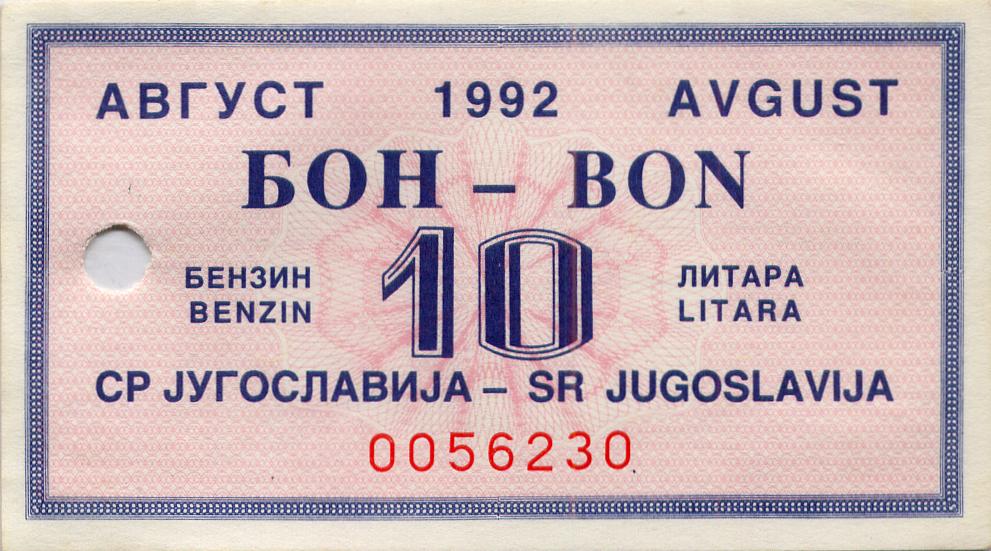 АВГУСТ 1992 AVGUST
БОН – BON
БЕНЗИН 10 ЛИТАРА
BENZIN LITARA
СР ЈУГОСЛАВИЈА – SR JUGOSLAVIJA
0056230